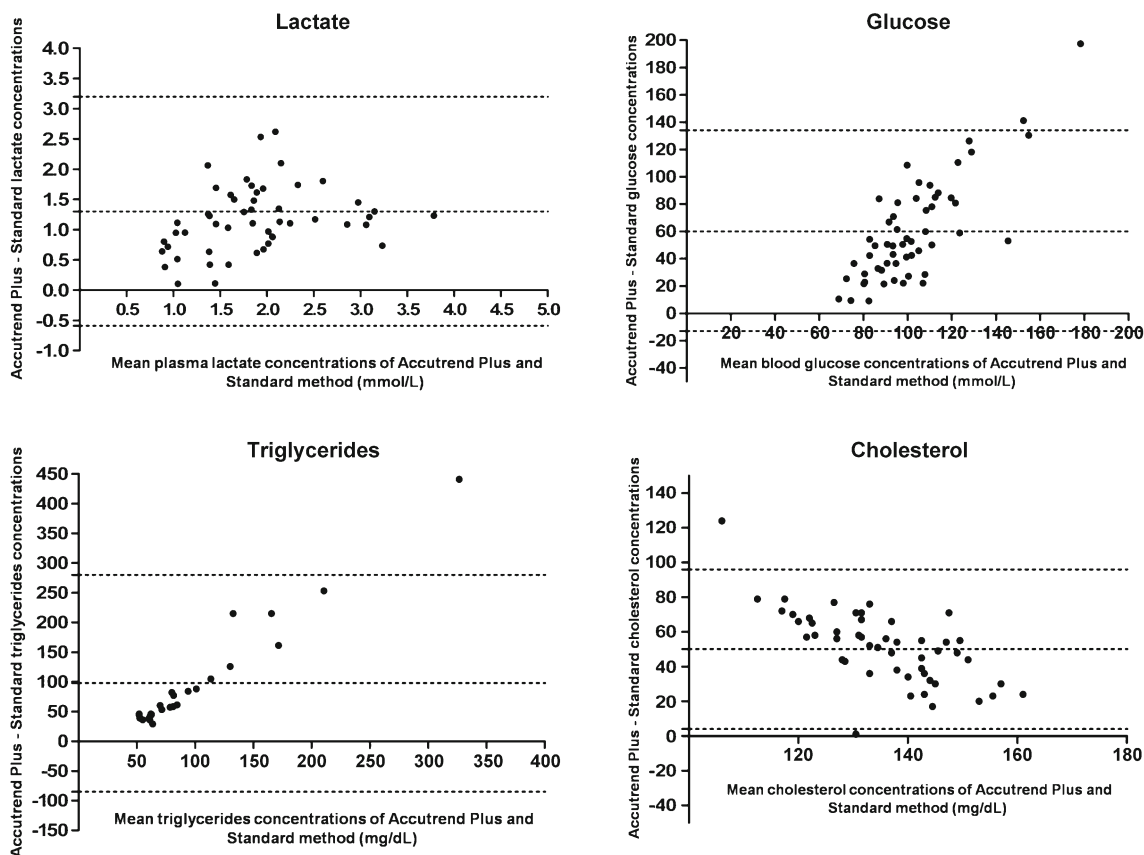 Lactate
Accutrend Plus - Standard lactate concentrations
4.0
3.5
3.0
2.5
2.0
1.5
1.0
0.5
0.0
-0.5
-1.0
0.5 1.0 1.5 2.0 2.5 3.0 3.5 4.0 4.5 5.0
Mean plasma lactate concentrations of Accutrend Plus and
Standard method (mmol/L)
Glucose
Accutrend Plus - Standard glucose concentrations
200
180
160
140
120
100
80
60
40
20
0
-20
-40
20 40 60 80 100 120 140 160 180 200
Mean blood glucose concentrations of Accutrend Plus and
Standard method (mmol/L)
Triglycerides
Accutrend Plus - Standard triglycerides concentrations
450
400
350
300
250
200
150
100
50
0
-50
-100
-150
50 100 150 200 250 300 350 400
Mean triglycerides concentrations of Accutrend Plus and
Standard method (mg/dL)
Cholesterol
Accutrend Plus - Standard cholesterol concentrations
140
120
100
80
60
40
20
0
-20
-40
120 140 160 180
Mean cholesterol concentrations of Accutrend Plus and
Standard method (mg/dL)